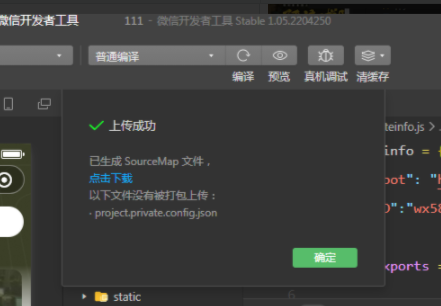 微信开发者工具
111 - 微信开发者工具 Stable 1.05.2204250
普通编译
编译 预览 真机调试 清缓存
上传成功
已生成 SourceMap 文件，
点击下载
以下文件没有被打包上传：
- project.private.config.json
确定
teinfo.js
info = {
oot": "h
D":"wx58
xports =
static
6